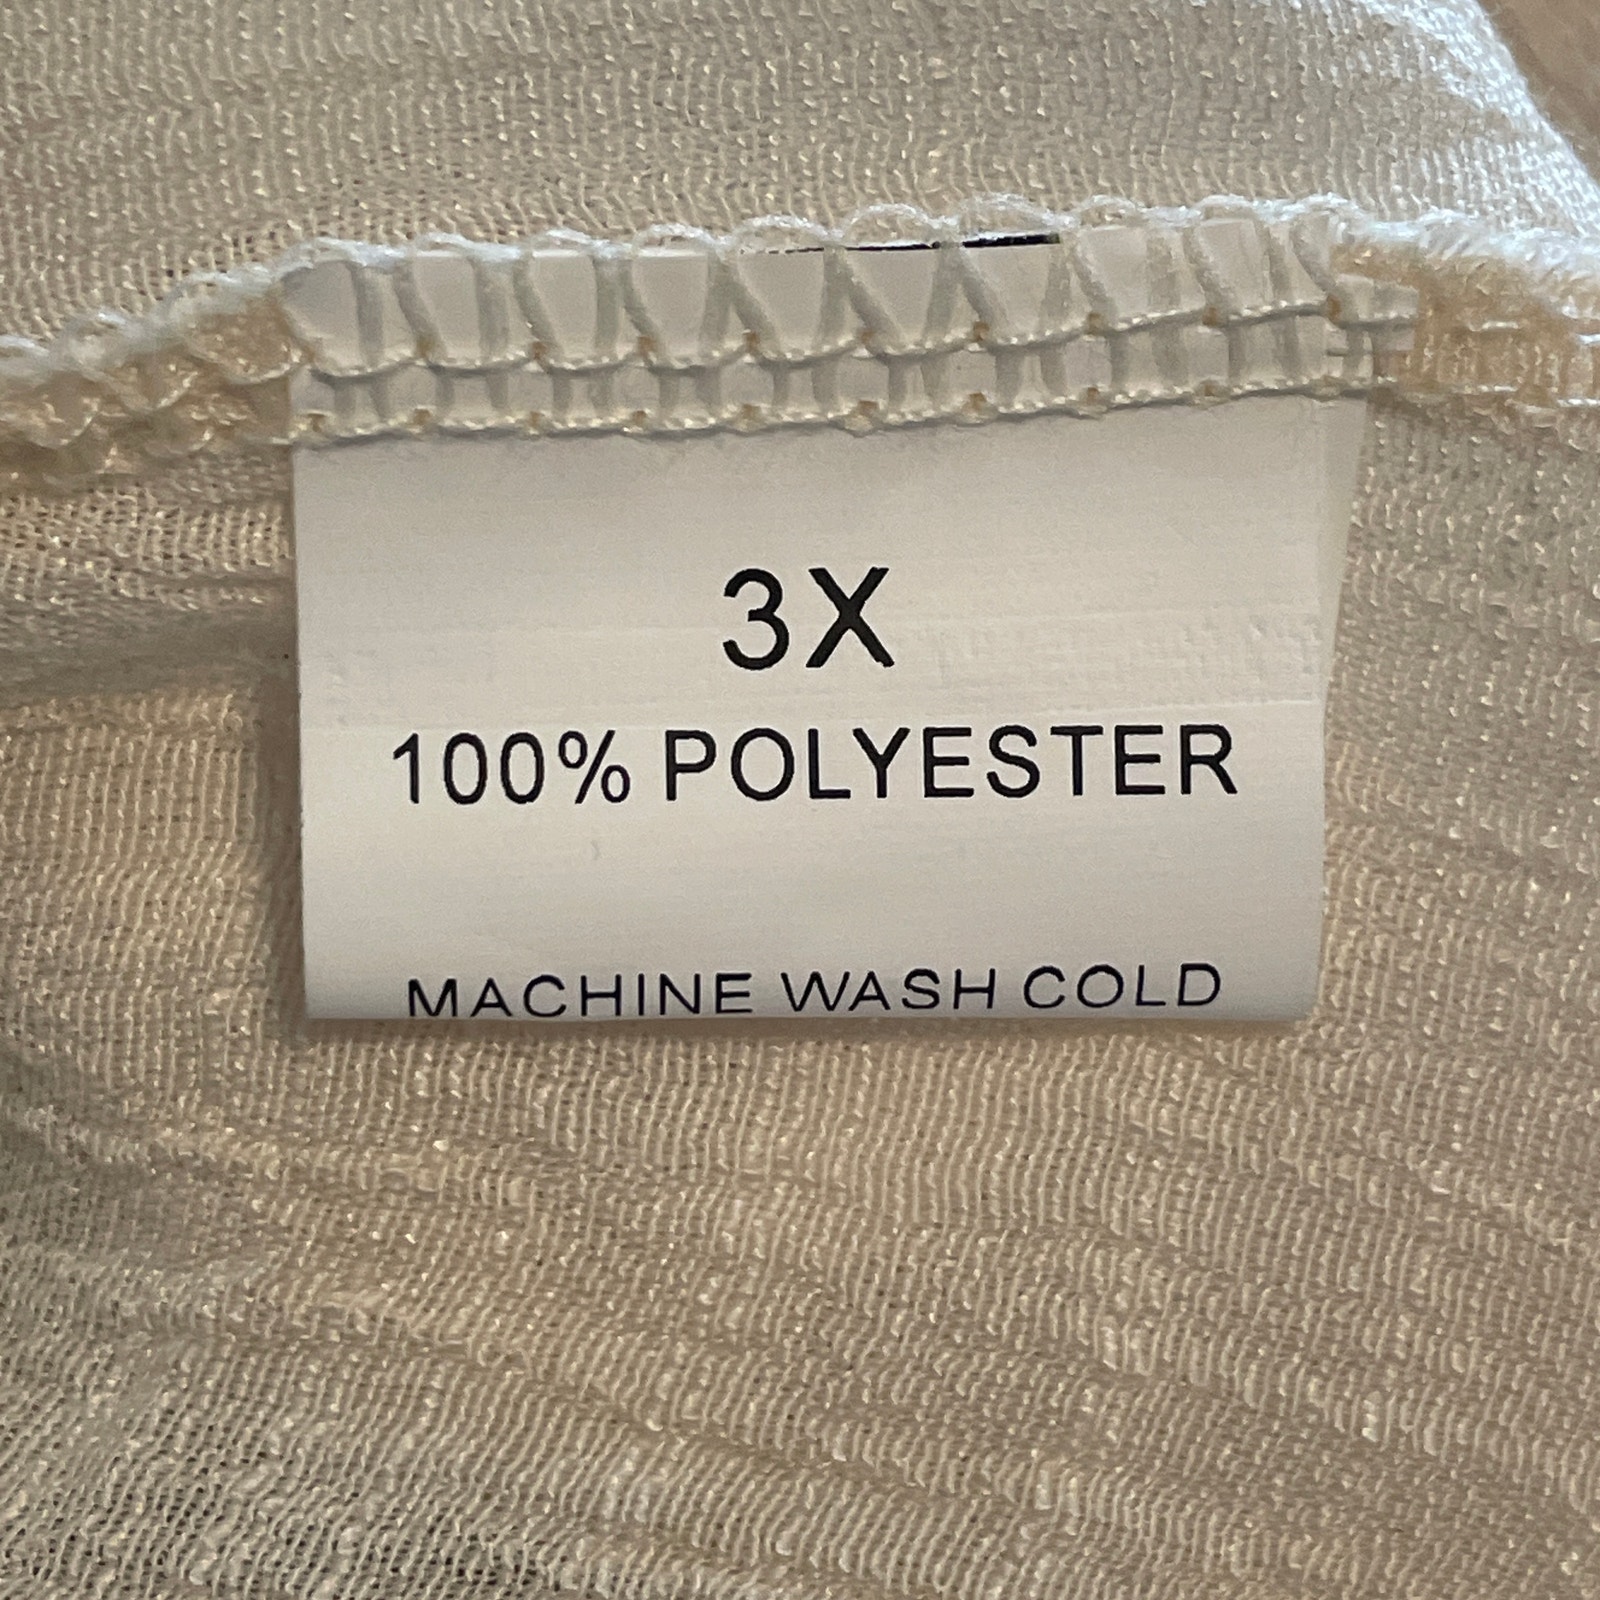 3X
100% POLYESTER
MACHINE WASH COLD